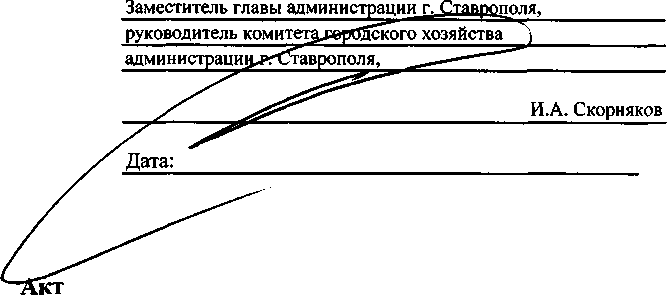 Заместитель главы администрации г. Ставрополя,
руководитель комитета городского хозяйства
администрации г. Ставрополя,
И.А. Скорняков
Дата:
Акт